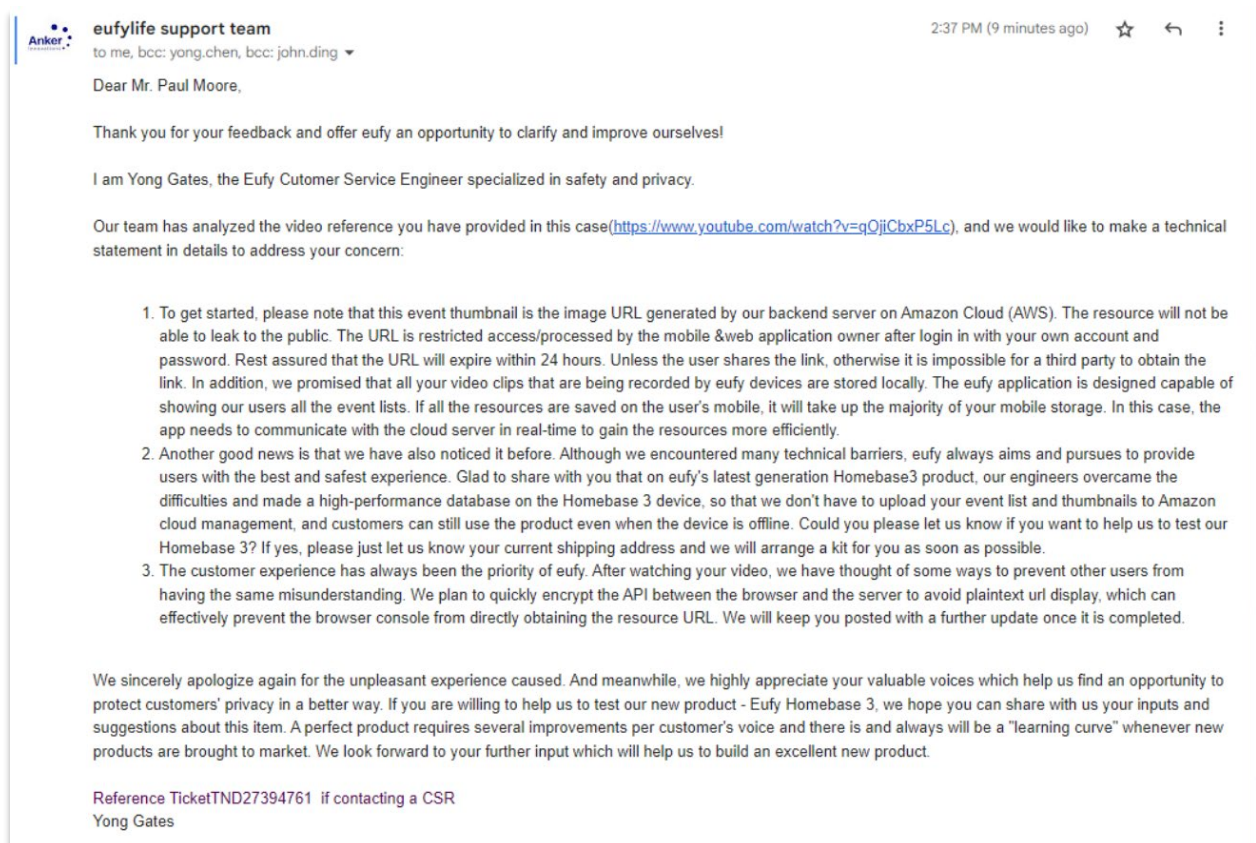 Anker
Innovations
eufylife support team
2:37 PM (9 minutes ago)
to me, bcc: yong.chen, bcc: john.ding
Dear Mr. Paul Moore,
Thank you for your feedback and offer eufy an opportunity to clarify and improve ourselves!
I am Yong Gates, the Eufy Cutomer Service Engineer specialized in safety and privacy.
Our team has analyzed the video reference you have provided in this case(https://www.youtube.com/watch?v=qOjiCbxP5Lc), and we would like to make a technical
statement in details to address your concern:
1. To get started, please note that this event thumbnail is the image URL generated by our backend server on Amazon Cloud (AWS). The resource will not be
able to leak to the public. The URL is restricted access/processed by the mobile &web application owner after login in with your own account and
password. Rest assured that the URL will expire within 24 hours. Unless the user shares the link, otherwise it is impossible for a third party to obtain the
link. In addition, we promised that all your video clips that are being recorded by eufy devices are stored locally. The eufy application is designed capable of
showing our users all the event lists. If all the resources are saved on the user's mobile, it will take up the majority of your mobile storage. In this case, the
app needs to communicate with the cloud server in real-time to gain the resources more efficiently.
2. Another good news is that we have also noticed it before. Although we encountered many technical barriers, eufy always aims and pursues to provide
users with the best and safest experience. Glad to share with you that on eufy's latest generation Homebase3 product, our engineers overcame the
difficulties and made a high-performance database on the Homebase 3 device, so that we don't have to upload your event list and thumbnails to Amazon
cloud management, and customers can still use the product even when the device is offline. Could you please let us know if you want to help us to test our
Homebase 3? If yes, please just let us know your current shipping address and we will arrange a kit for you as soon as possible.
3. The customer experience has always been the priority of eufy. After watching your video, we have thought of some ways to prevent other users from
having the same misunderstanding. We plan to quickly encrypt the API between the browser and the server to avoid plaintext url display, which can
effectively prevent the browser console from directly obtaining the resource URL. We will keep you posted with a further update once it is completed.
We sincerely apologize again for the unpleasant experience caused. And meanwhile, we highly appreciate your valuable voices which help us find an opportunity to
protect customers' privacy in a better way. If you are willing to help us to test our new product - Eufy Homebase 3, we hope you can share with us your inputs and
suggestions about this item. A perfect product requires several improvements per customer's voice and there is and always will be a "learning curve" whenever new
products are brought to market. We look forward to your further input which will help us to build an excellent new product.
Reference TicketTND27394761 if contacting a CSR
Yong Gates